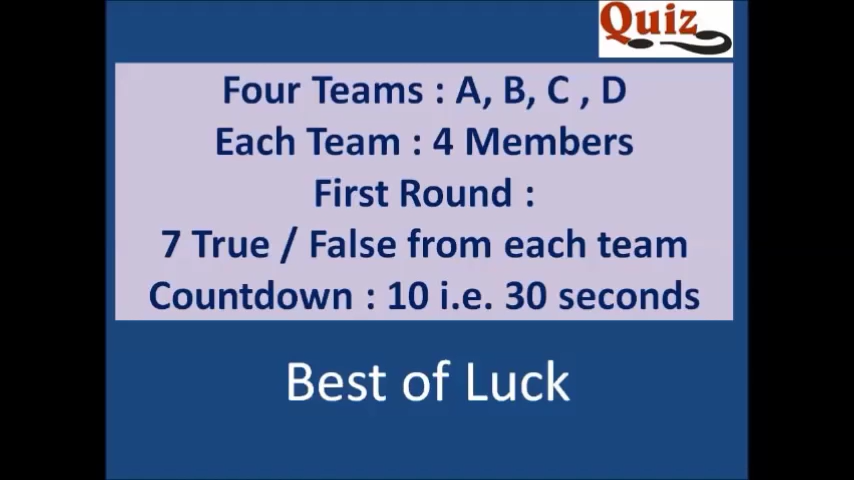 Quiz
Four Teams : A, B, C , D
Each Team : 4 Members
First Round :
7 True / False from each team
Countdown : 10 i.e. 30 seconds
Best of Luck